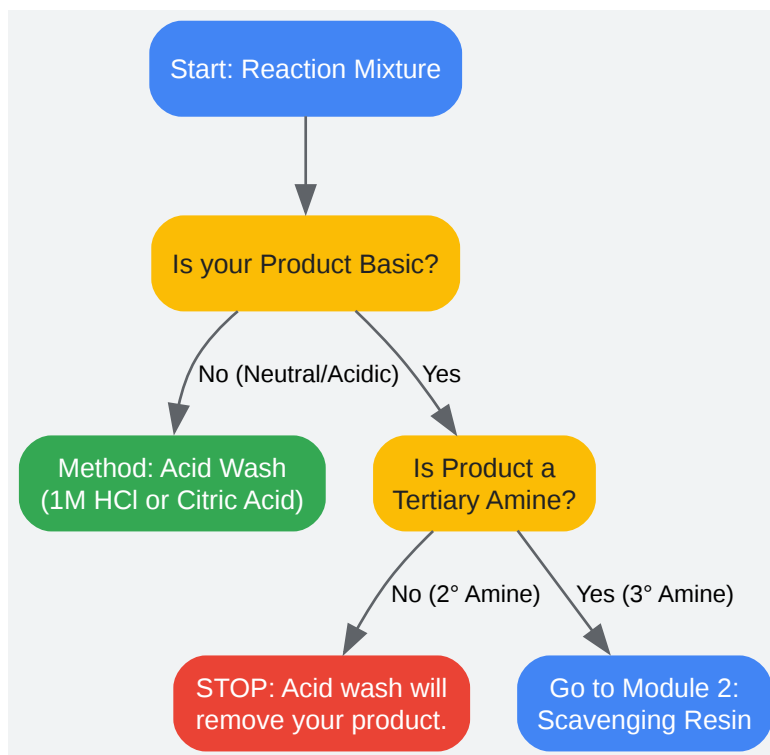 Start: Reaction Mixture
Is your Product Basic?
No (Neutral/Acidic)
Yes
Method: Acid Wash
(1M HCl or Citric Acid)
Is Product a
Tertiary Amine?
No (2° Amine)
Yes (3° Amine)
STOP: Acid wash will
remove your product.
Go to Module 2:
Scavenging Resin